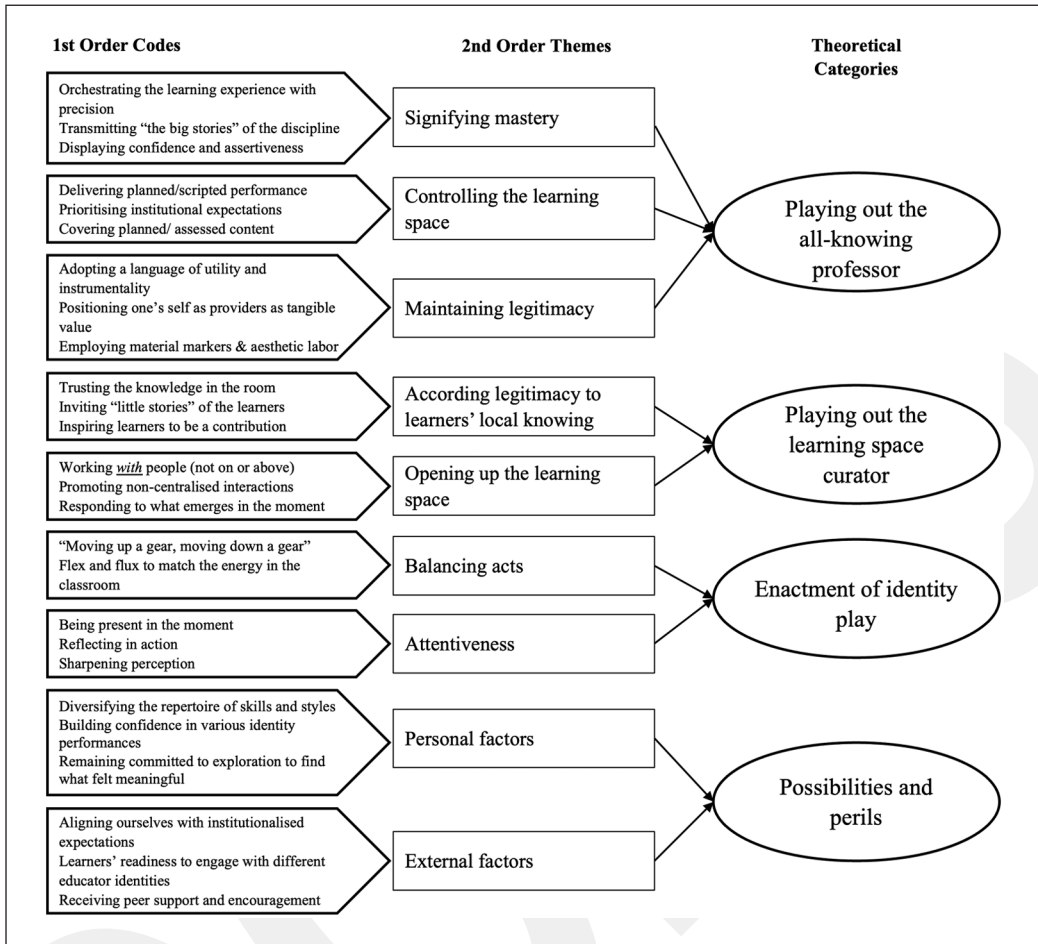 1st Order Codes
2nd Order Themes
Theoretical
Categories
Orchestrating the learning experience with
precision
Transmitting “the big stories” of the discipline
Displaying confidence and assertiveness
Signifying mastery
Delivering planned/scripted performance
Prioritising institutional expectations
Covering planned/ assessed content
Controlling the learning
space
Adopting a language of utility and
instrumentality
Positioning one’s self as providers as tangible
value
Employing material markers & aesthetic labor
Maintaining legitimacy
Playing out the
all-knowing
professor
Trusting the knowledge in the room
Inviting “little stories” of the learners
Inspiring learners to be a contribution
According legitimacy to
learners’ local knowing
Working with people (not on or above)
Promoting non-centralised interactions
Responding to what emerges in the moment
Opening up the learning
space
Playing out the
learning space
curator
“Moving up a gear, moving down a gear”
Flex and flux to match the energy in the
classroom
Balancing acts
Being present in the moment
Reflecting in action
Sharpening perception
Attentiveness
Enactment of identity
play
Diversifying the repertoire of skills and styles
Building confidence in various identity
performances
Remaining committed to exploration to find
what felt meaningful
Personal factors
Aligning ourselves with institutionalised
expectations
Learners’ readiness to engage with different
educator identities
Receiving peer support and encouragement
External factors
Possibilities and
perils